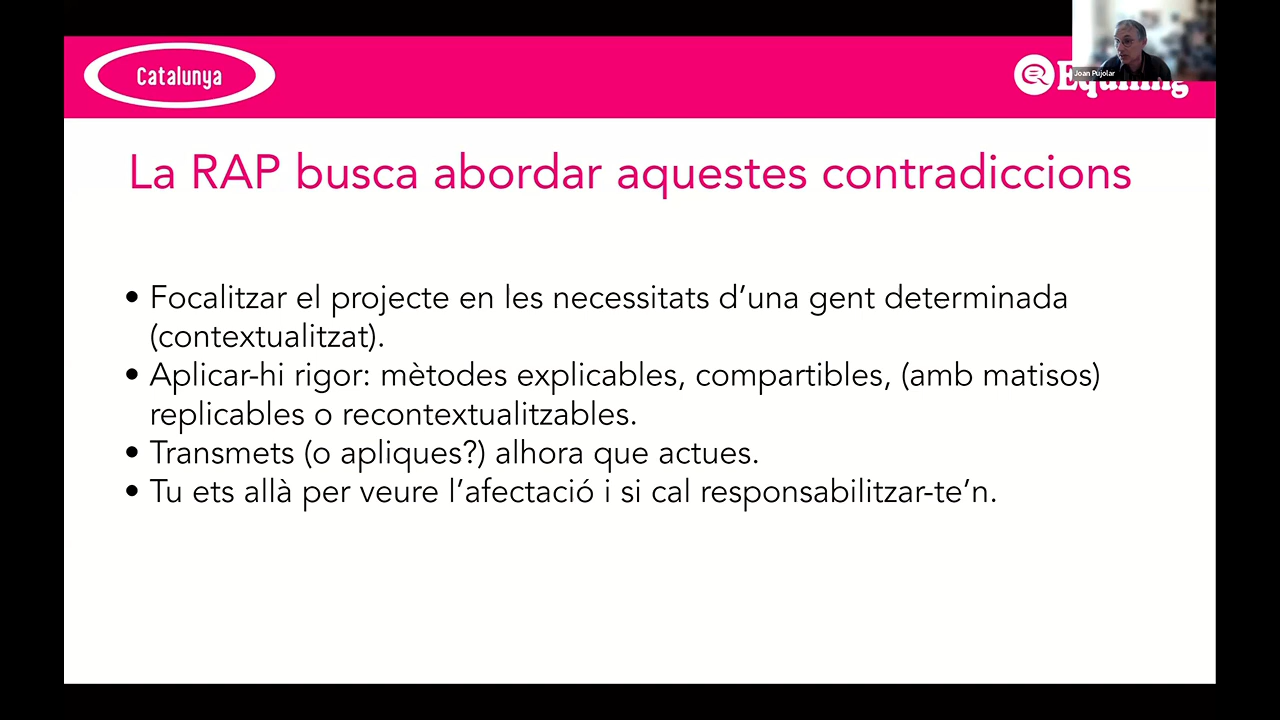 Catalunya
Joan Pujolar
La RAP busca abordar aquestes contradiccions
• Focalitzar el projecte en les necessitats d’una gent determinada
(contextualitzat).
• Aplicar-hi rigor: mètodes explicables, compartibles, (amb matisos)
replicables o recontextualitzables.
• Transmets (o apliques?) alhora que actues.
• Tu ets allà per veure l’afectació i si cal responsabilitzar-te’n.